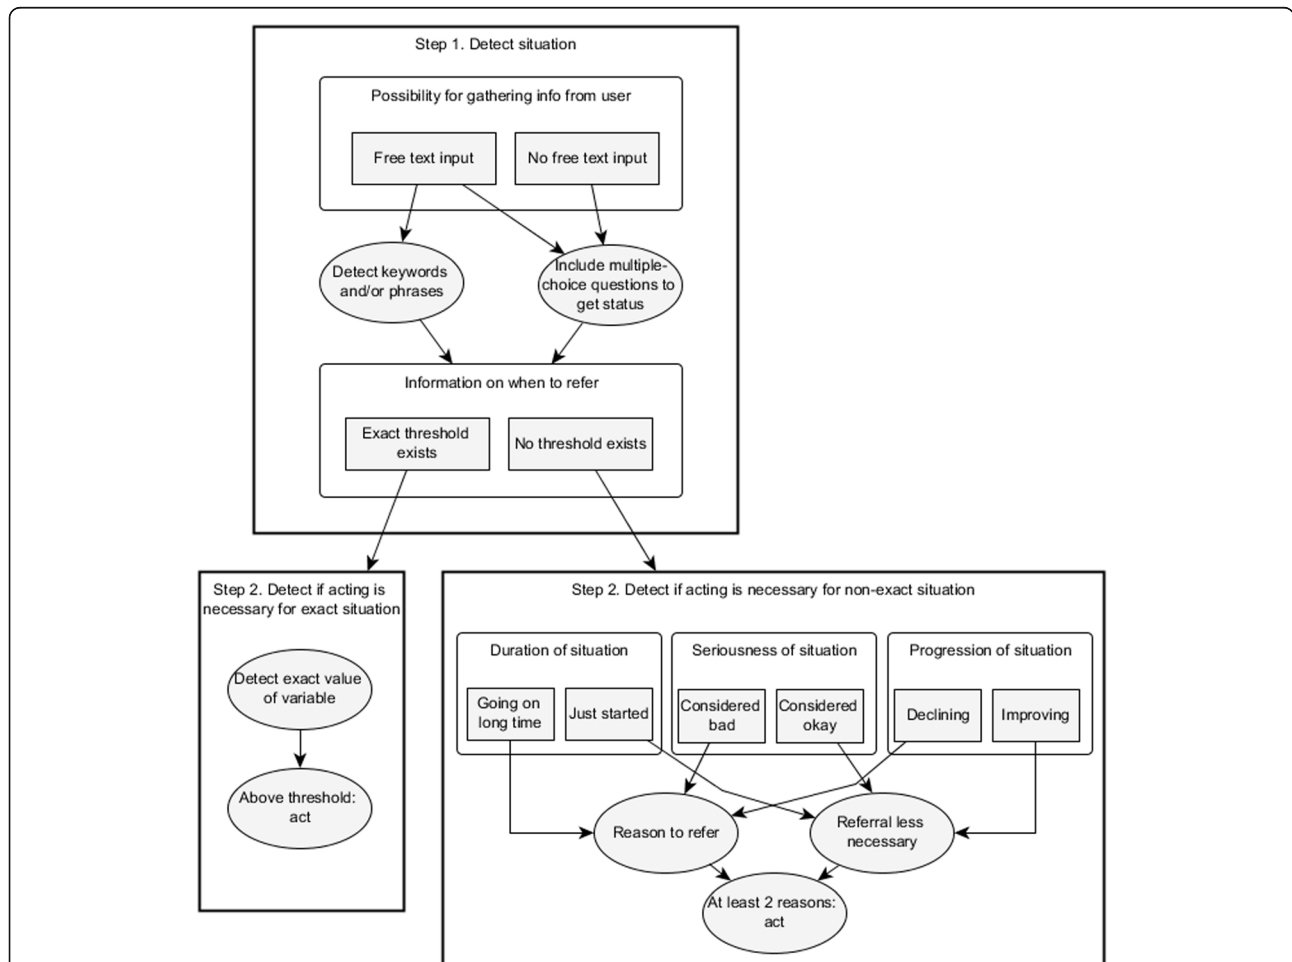 Step 1. Detect situation
Possibility for gathering info from user
Free text input
No free text input
Detect keywords
and/or phrases
Include multiple-
choice questions to
get status
Information on when to refer
Exact threshold
exists
No threshold exists
Step 2. Detect if acting is
necessary for exact situation
Detect exact value
of variable
Above threshold:
act
Step 2. Detect if acting is necessary for non-exact situation
Duration of situation
Going on
long time
Just started
Seriousness of situation
Considered
bad
Considered
okay
Progression of situation
Declining
Improving
Reason to refer
Referral less
necessary
At least 2 reasons:
act